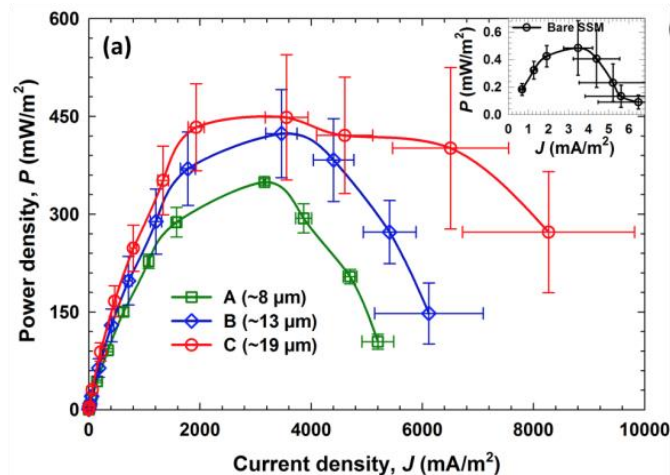 (a)
Power density, P (mW/m²)
600
450
300
150
0
0 2000 4000 6000 8000 10000
Current density, J (mA/m²)
A (~8 µm)
B (~13 µm)
C (~19 µm)
Bare SSM
P (mW/m²)
0.6
0.4
0.2
0.0
0 1 2 3 4 5 6
J (mA/m²)
(